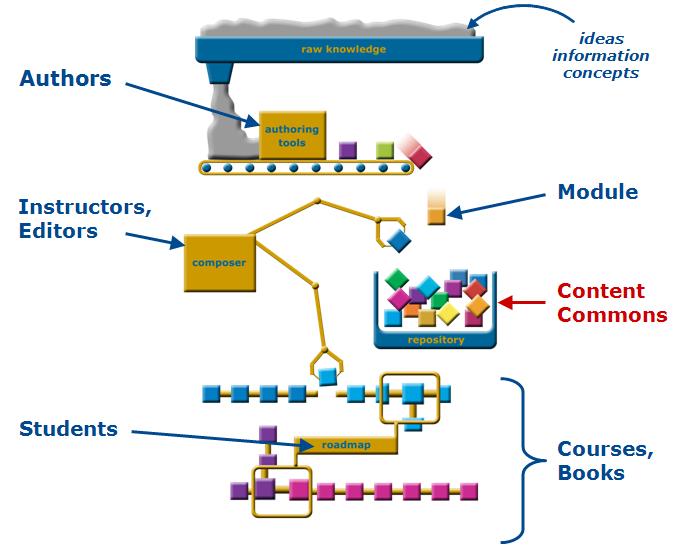 ideas
information
concepts
raw knowledge
Authors
authoring
tools
Module
Instructors,
Editors
composer
Content
Commons
repository
Students
roadmap
Courses,
Books